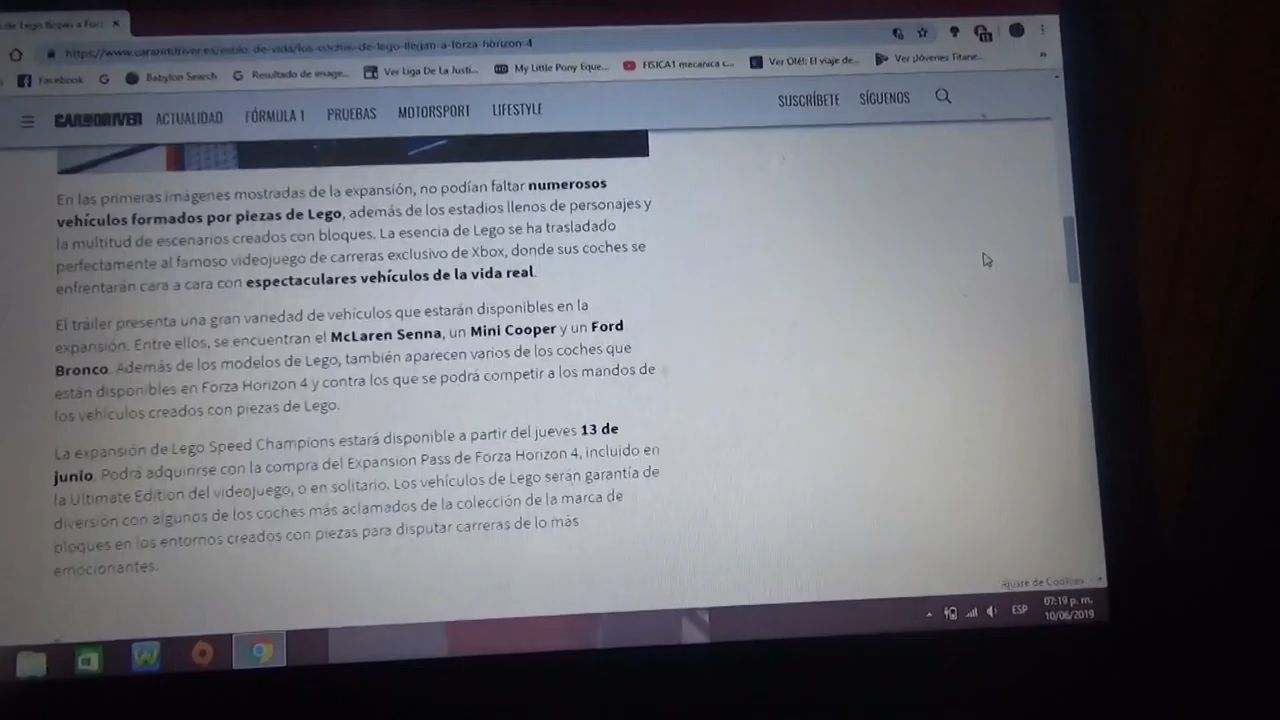 de Lego llegan a Forz
https://www.caranddriver.es/estilo-de-vida/los-coches-de-lego-llegan-a-forza-horizon-4
Facebook
Babylon Search
Resultado de image...
Ver Liga De La Justi...
My Little Pony Eque...
FISICA1 mecanica c...
Ver Olé!: El viaje de...
Ver ¡Jóvenes Titane...
CAR AND DRIVER ACTUALIDAD FÓRMULA 1 PRUEBAS MOTORSPORT LIFESTYLE SUSCRÍBETE SÍGUENOS
En las primeras imágenes mostradas de la expansión, no podían faltar numerosos
vehículos formados por piezas de Lego, además de los estadios llenos de personajes y
la multitud de escenarios creados con bloques. La esencia de Lego se ha trasladado
perfectamente al famoso videojuego de carreras exclusivo de Xbox, donde sus coches se
enfrentarán cara a cara con espectaculares vehículos de la vida real.
El tráiler presenta una gran variedad de vehículos que estarán disponibles en la
expansión. Entre ellos, se encuentran el McLaren Senna, un Mini Cooper y un Ford
Bronco. Además de los modelos de Lego, también aparecen varios de los coches que
están disponibles en Forza Horizon 4 y contra los que se podrá competir a los mandos de
los vehículos creados con piezas de Lego.
La expansión de Lego Speed Champions estará disponible a partir del jueves 13 de
junio. Podrá adquirirse con la compra del Expansion Pass de Forza Horizon 4, incluido en
la Ultimate Edition del videojuego, o en solitario. Los vehículos de Lego serán garantía de
diversión con algunos de los coches más aclamados de la colección de la marca de
bloques en los entornos creados con piezas para disputar carreras de lo más
emocionantes.
Ajuste de Cookies
ESP
07:19 p. m.
10/06/2019